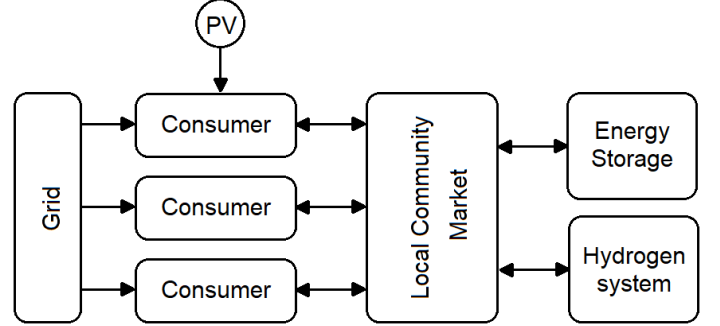 PV
Grid
Consumer
Consumer
Consumer
Local Community
Market
Energy
Storage
Hydrogen
system